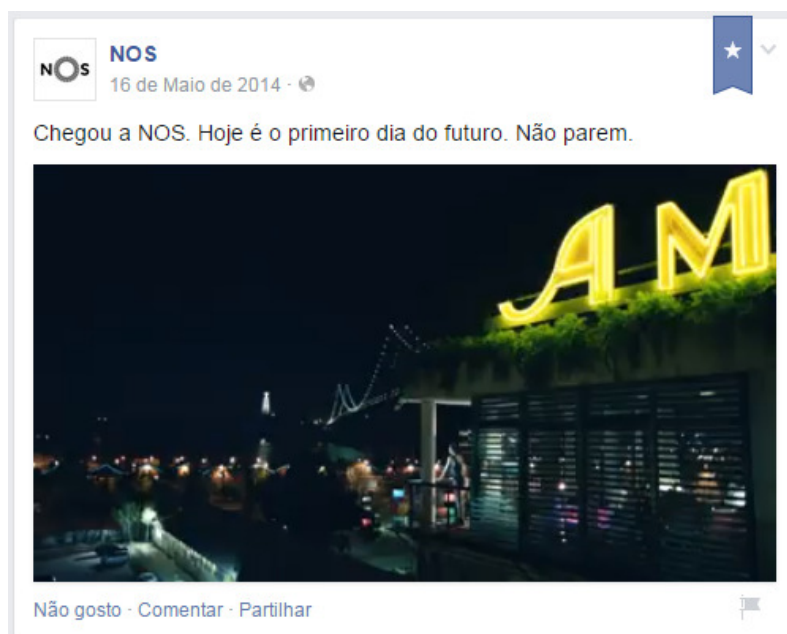 NOS
NOS
16 de Maio de 2014 ·
Chegou a NOS. Hoje é o primeiro dia do futuro. Não parem.
AM
Não gosto · Comentar · Partilhar